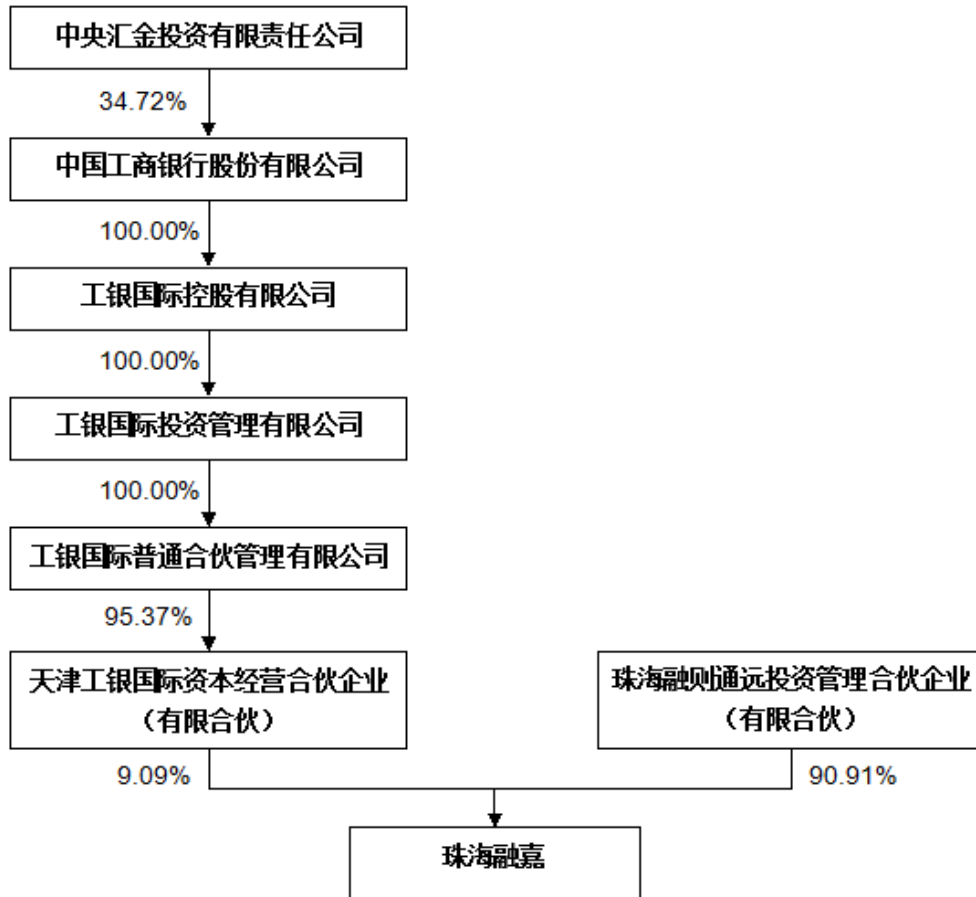 中央汇金投资有限责任公司
34.72%
中国工商银行股份有限公司
100.00%
工银国际控股有限公司
100.00%
工银国际投资管理有限公司
100.00%
工银国际普通合伙管理有限公司
95.37%
天津工银国际资本经营合伙企业
（有限合伙）
珠海融则通远投资管理合伙企业
（有限合伙）
9.09%
90.91%
珠海融嘉